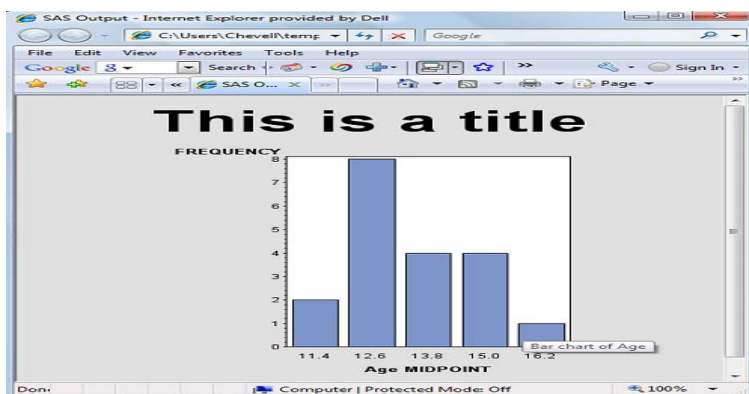 SAS Output - Internet Explorer provided by Dell
C:\Users\Chevell\temp
Google
File Edit View Favorites Tools Help
Google Search Sign In
SAS O... Page
This is a title
FREQUENCY
8
7
6
5
4
3
2
1
0
11.4 12.6 13.8 15.0 16.2
Bar chart of Age
Age MIDPOINT
Computer | Protected Mode: Off 100%